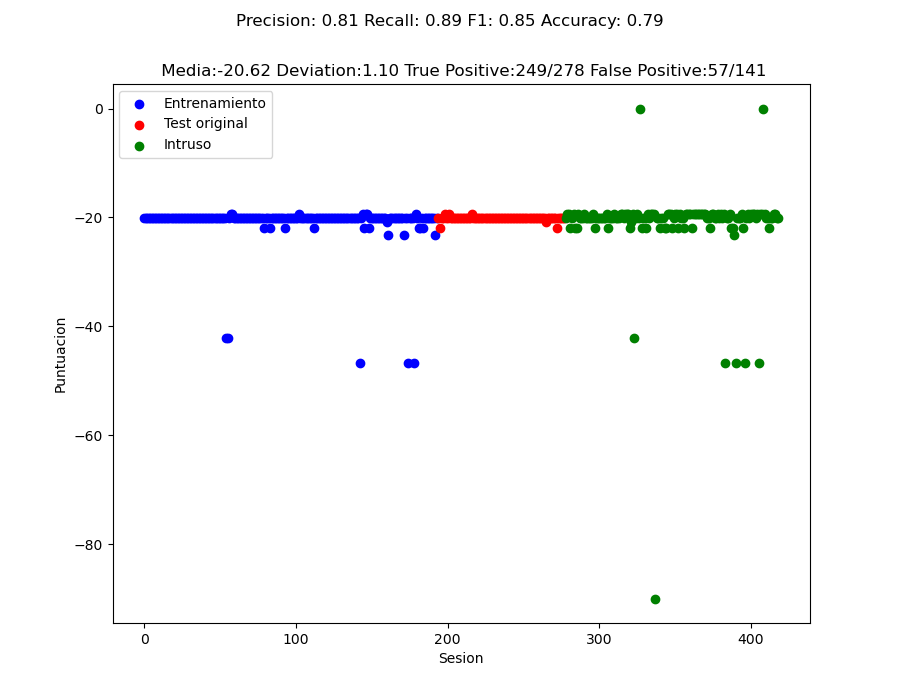 Precision: 0.81 Recall: 0.89 F1: 0.85 Accuracy: 0.79
Media:-20.62 Deviation:1.10 True Positive:249/278 False Positive:57/141
Entrenamiento
Test original
Intruso
0
−20
−40
−60
−80
Puntuacion
0 100 200 300 400
Sesion